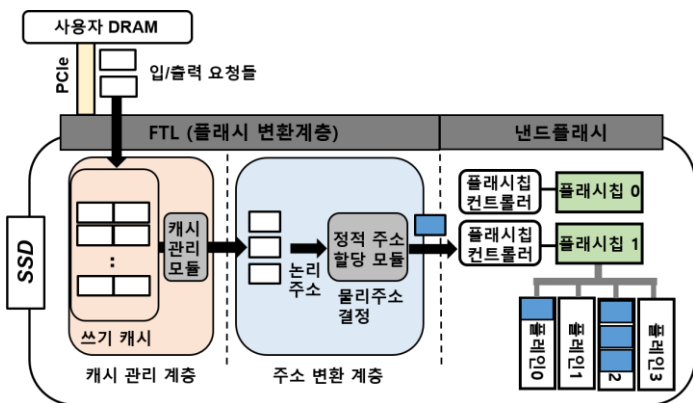 사용자 DRAM
PCIe
입/출력 요청들
FTL (플래시 변환계층)
낸드플래시
SSD
캐시
관리
모듈
:
쓰기 캐시
캐시 관리 계층
논리
주소
정적 주소
할당 모듈
물리주소
결정
주소 변환 계층
플래시칩
컨트롤러
플래시칩 0
플래시칩
컨트롤러
플래시칩 1
플레인0
플레인1
2
플레인3